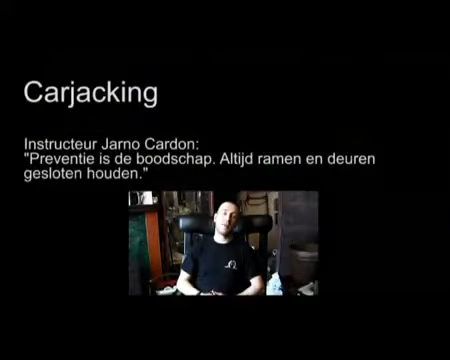 Carjacking
Instructeur Jarno Cardon:
"Preventie is de boodschap. Altijd ramen en deuren
gesloten houden."